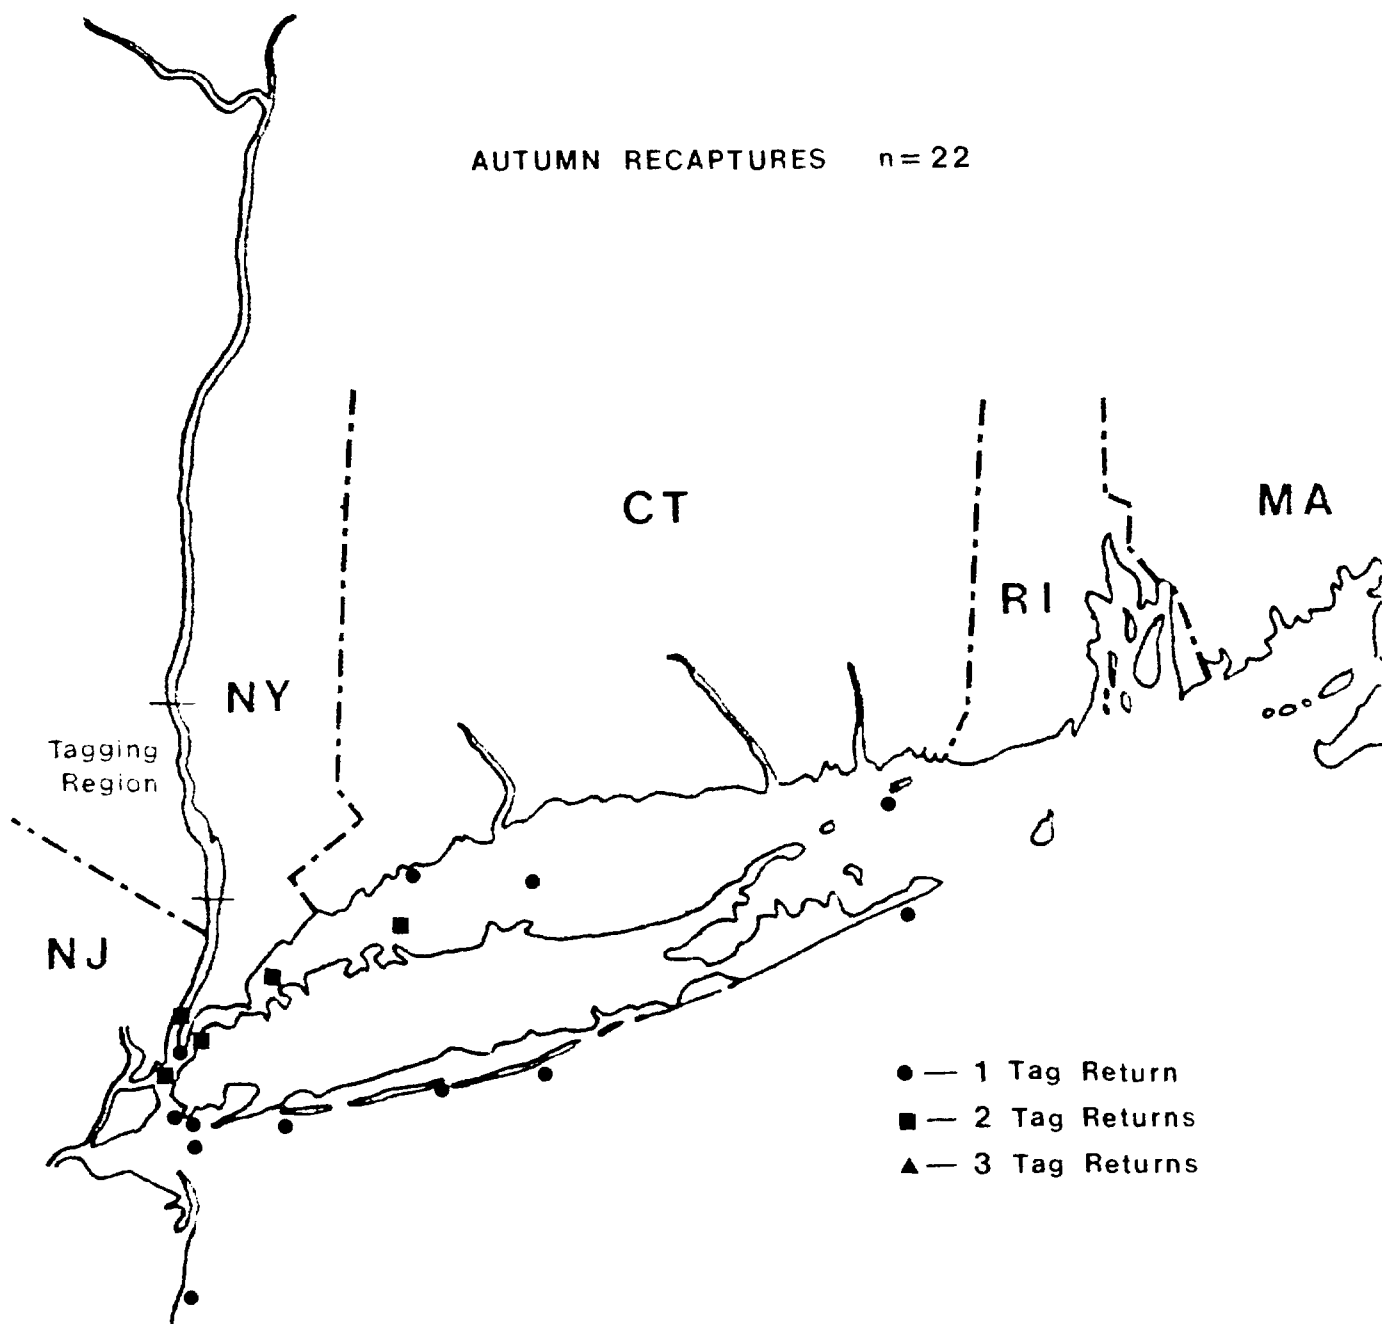 AUTUMN RECAPTURES n=22
CT
MA
RI
NY
Tagging
Region
NJ
●— 1 Tag Return
■— 2 Tag Returns
▲— 3 Tag Returns